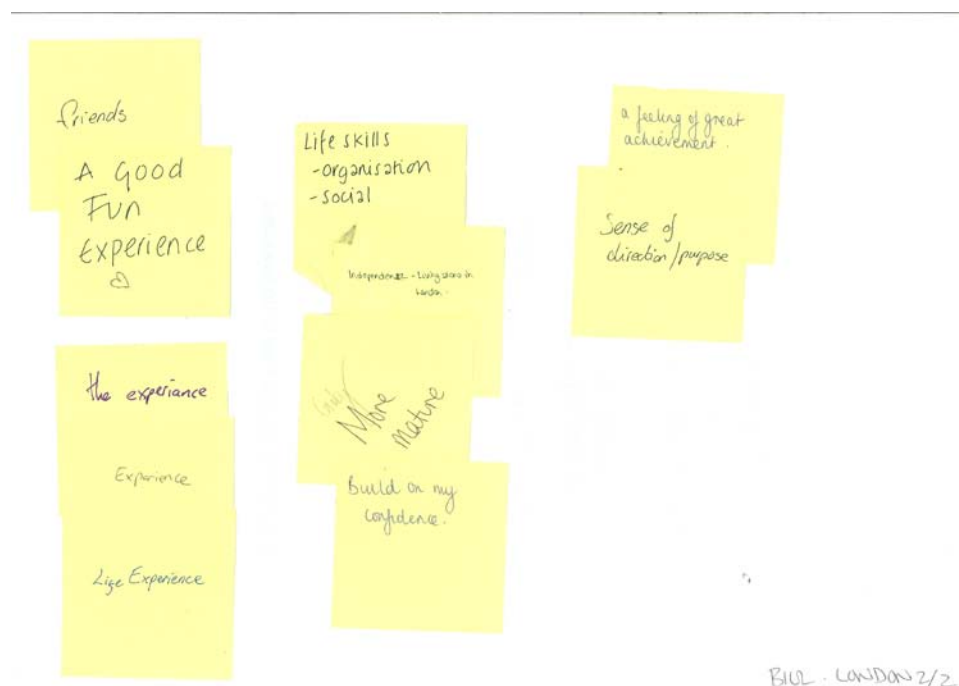 friends
A Good
Fun
Experience
the experiance
Experience
Life Experience
Life skills
-organisation
-social
Independence - Living alone in
London.
More
mature
Build on my
confidence.
a feeling of great
achievement.
Sense of
direction/purpose
LONDON 2/2